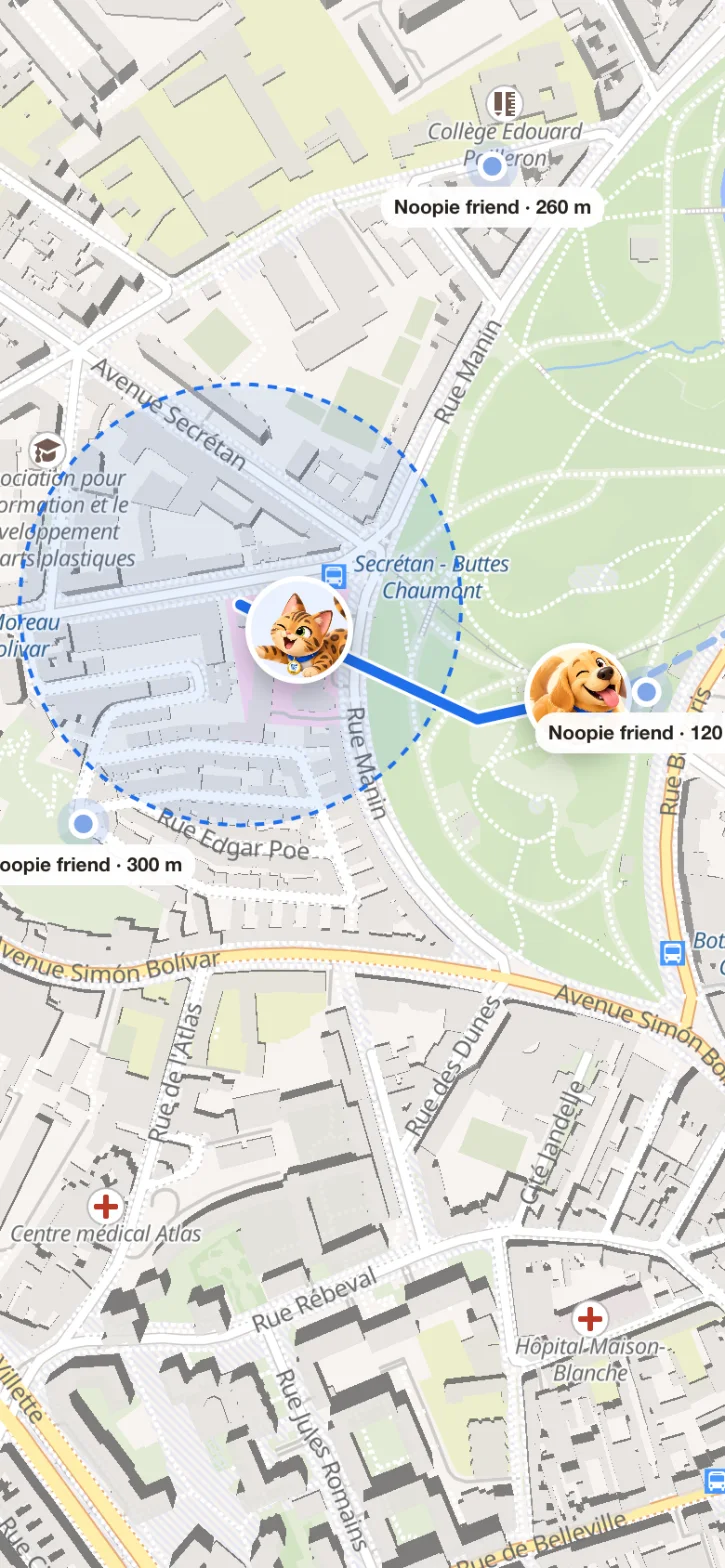 Collège Edouard
Pailleron
Noopie friend · 260 m
Rue Manin
Avenue Secrétan
ociation pour
ormation et le
veloppement
arts plastiques
Secrétan - Buttes
Chaumont
Moreau
olivar
Noopie friend · 120
Rue Manin
Rue Edgar Poe
oopie friend · 300 m
Avenue Simón Bolívar
Avenue Simón Bo
Bot
Rue de l'Atlas
Rue des Dunes
Cité Jandelle
Centre médical Atlas
Rue Rébeval
Hôpital Maison-
Blanche
Villette
Rue Jules Romains
Rue de Belleville